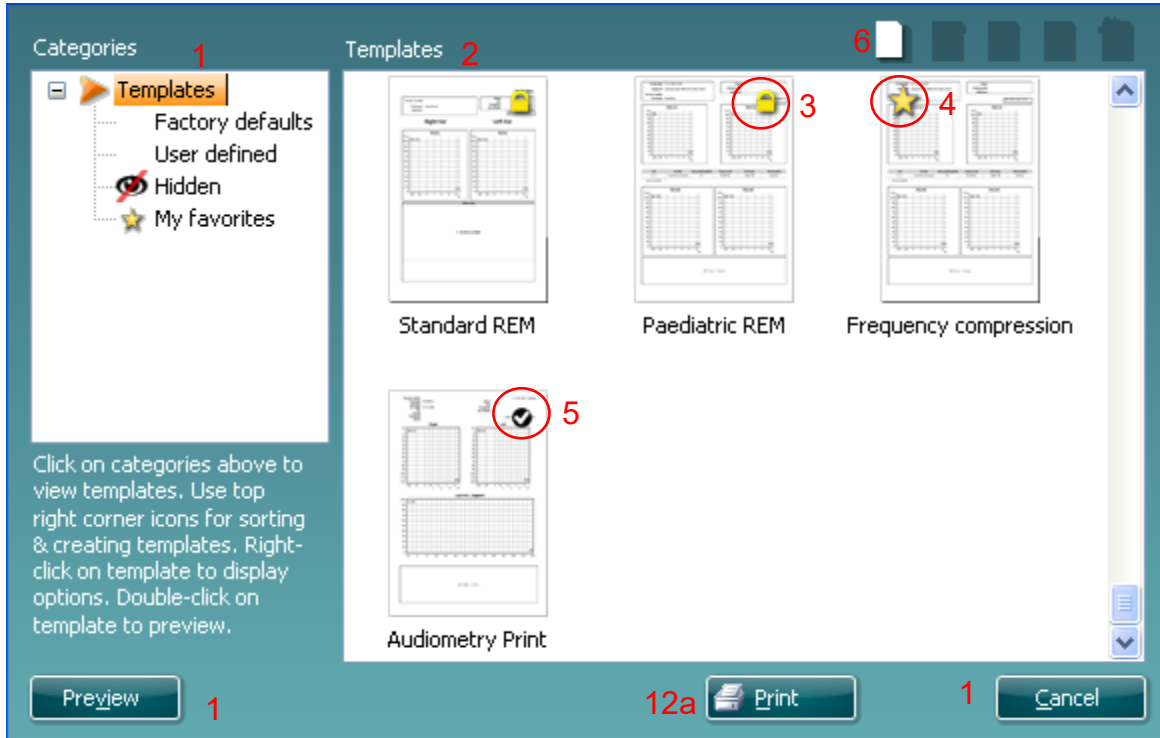 Categories 1
Templates 2
6
Templates
Factory defaults
User defined
Hidden
My favorites
3
4
Standard REM
Paediatric REM
Frequency compression
5
Audiometry Print
Click on categories above to
view templates. Use top
right corner icons for sorting
& creating templates. Right-
click on template to display
options. Double-click on
template to preview.
Preview
1
12a
Print
1
Cancel